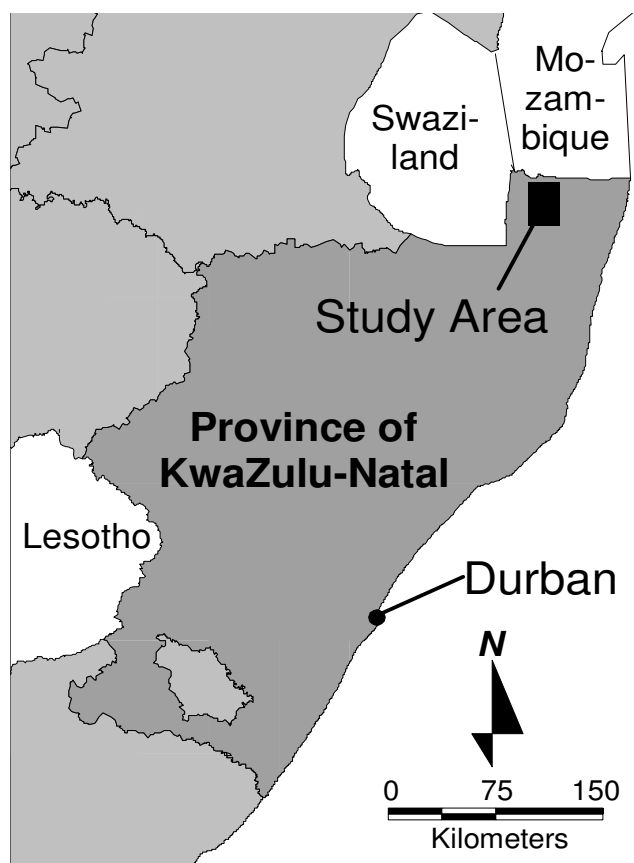 Mo-
zam-
bique
Swazi-
land
Study Area
Province of
KwaZulu-Natal
Lesotho
Durban
N
0 75 150
Kilometers